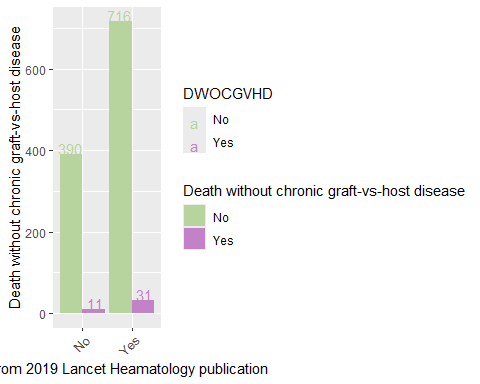 Death without chronic graft-vs-host disease
600
400
200
0
716
390
11
31
No
Yes
DWOCGVHD
a No
a Yes
Death without chronic graft-vs-host disease
No
Yes
rom 2019 Lancet Heamatology publication